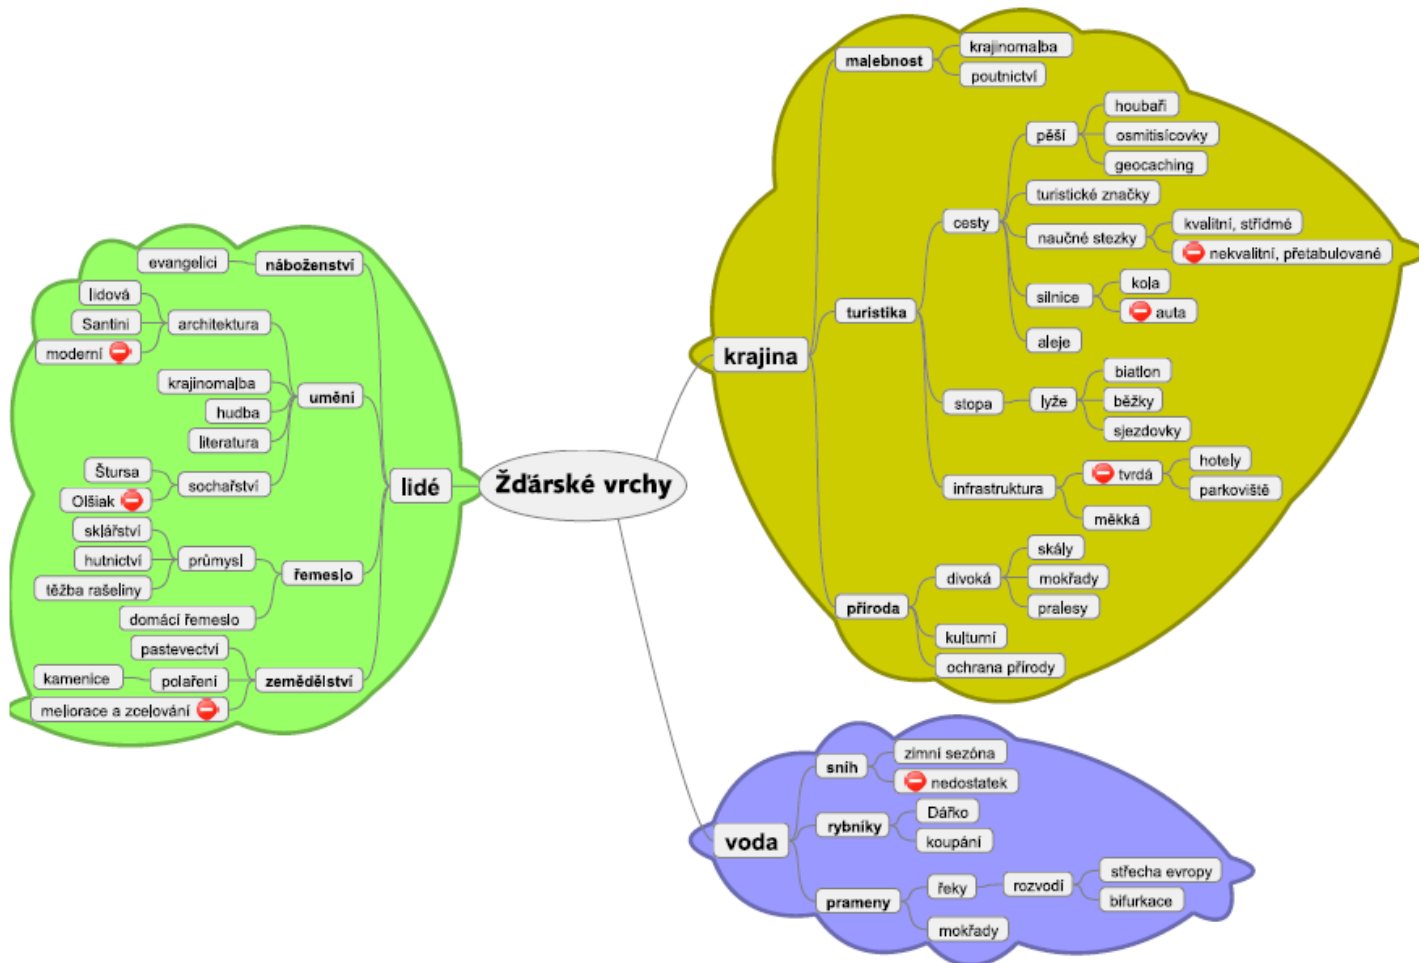 Žďárské vrchy
lidé
náboženství
evangelici
umění
architektura
lidová
Santini
moderní
krajinomalba
hudba
literatura
sochařství
Štursa
Olšiak
řemeslo
průmysl
sklářství
hutnictví
těžba rašeliny
domácí řemeslo
zemědělství
pastevectví
polaření
kamenice
meliorace a zcelování
krajina
malebnost
krajinomalba
poutnictví
turistika
cesty
pěší
houbaři
osmitisícovky
geocaching
turistické značky
naučné stezky
kvalitní, střídmé
nekvalitní, přetabulované
silnice
kola
auta
aleje
stopa
lyže
biatlon
běžky
sjezdovky
infrastruktura
tvrdá
hotely
parkoviště
měkká
příroda
divoká
skály
mokřady
pralesy
kulturní
ochrana přírody
voda
sníh
zimní sezóna
nedostatek
rybníky
Dářko
koupání
prameny
řeky
rozvodí
střecha evropy
bifurkace
mokřady